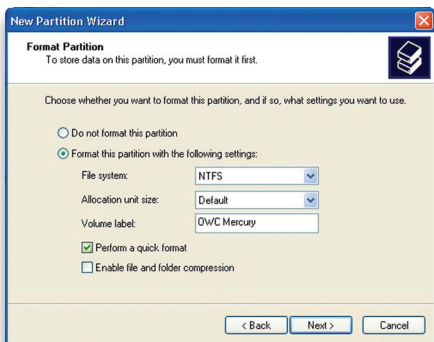 New Partition Wizard
Format Partition
To store data on this partition, you must format it first.
Choose whether you want to format this partition, and if so, what settings you want to use.
Do not format this partition
Format this partition with the following settings:
File system: NTFS
Allocation unit size: Default
Volume label: OWC Mercury
Perform a quick format
Enable file and folder compression
< Back Next > Cancel